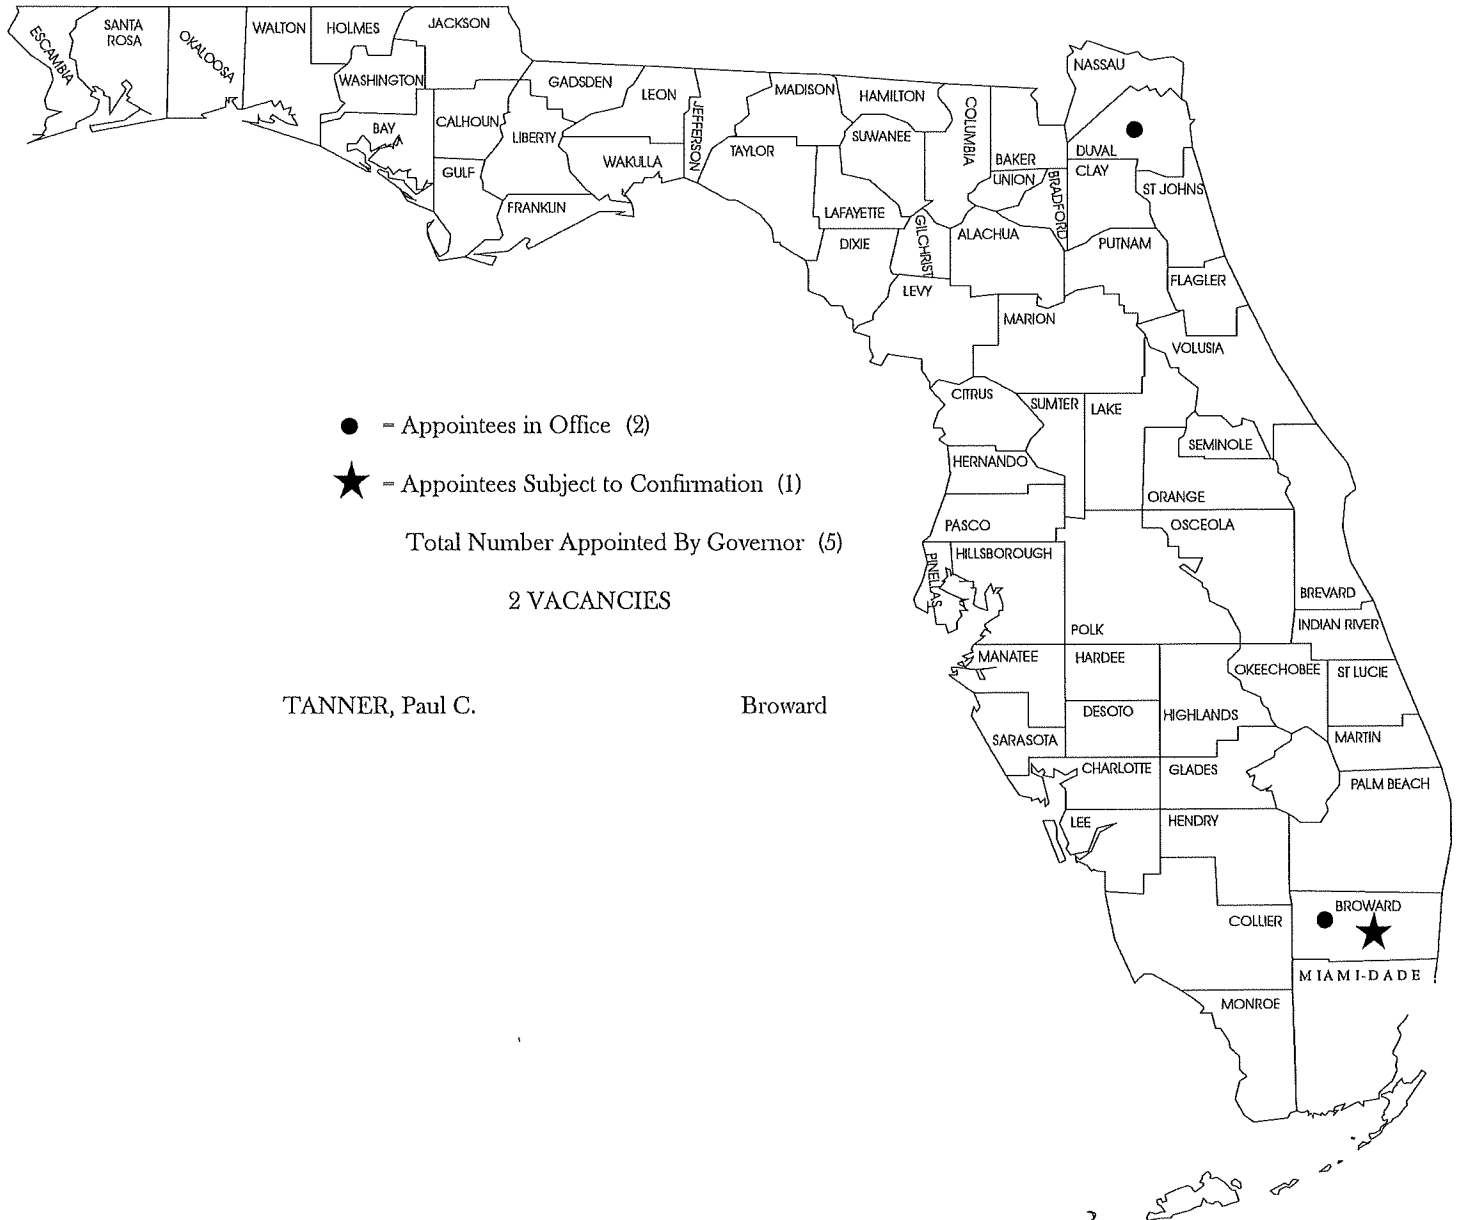 ESCAMBIA
SANTA
ROSA
OKALOOSA
WALTON
HOLMES
JACKSON
WASHINGTON
BAY
CALHOUN
GULF
LIBERTY
GADSDEN
FRANKLIN
LEON
WAKULLA
JEFFERSON
MADISON
TAYLOR
HAMILTON
SUWANEE
LAFAYETTE
DIXIE
COLUMBIA
GILCHRIST
BAKER
UNION
BRADFORD
ALACHUA
LEVY
NASSAU
DUVAL
CLAY
ST JOHNS
PUTNAM
FLAGLER
MARION
VOLUSIA
CITRUS
SUMTER
LAKE
SEMINOLE
HERNANDO
ORANGE
PASCO
OSCEOLA
PINELLAS
HILLSBOROUGH
POLK
BREVARD
INDIAN RIVER
MANATEE
HARDEE
OKEECHOBEE
ST LUCIE
DESOTO
HIGHLANDS
SARASOTA
MARTIN
CHARLOTTE
GLADES
PALM BEACH
LEE
HENDRY
BROWARD
COLLIER
MIAMI-DADE
MONROE
= Appointees in Office (2)
= Appointees Subject to Confirmation (1)
Total Number Appointed By Governor (5)
2 VACANCIES
TANNER, Paul C. Broward